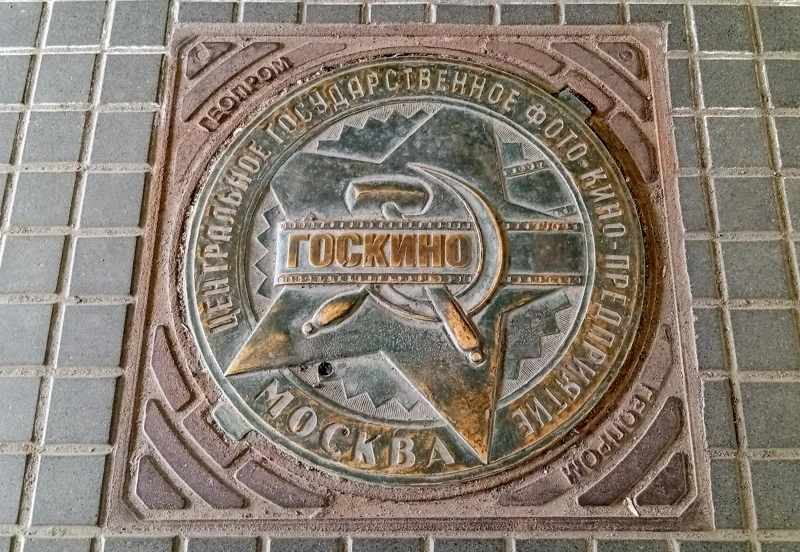 ГЕОПРОМ
ЦЕНТРАЛЬНОЕ ГОСУДАРСТВЕННОЕ ФОТО-КИНО-ПРЕДПРИЯТИЕ
ГОСКИНО
МОСКВА
ГЕОПРОМ